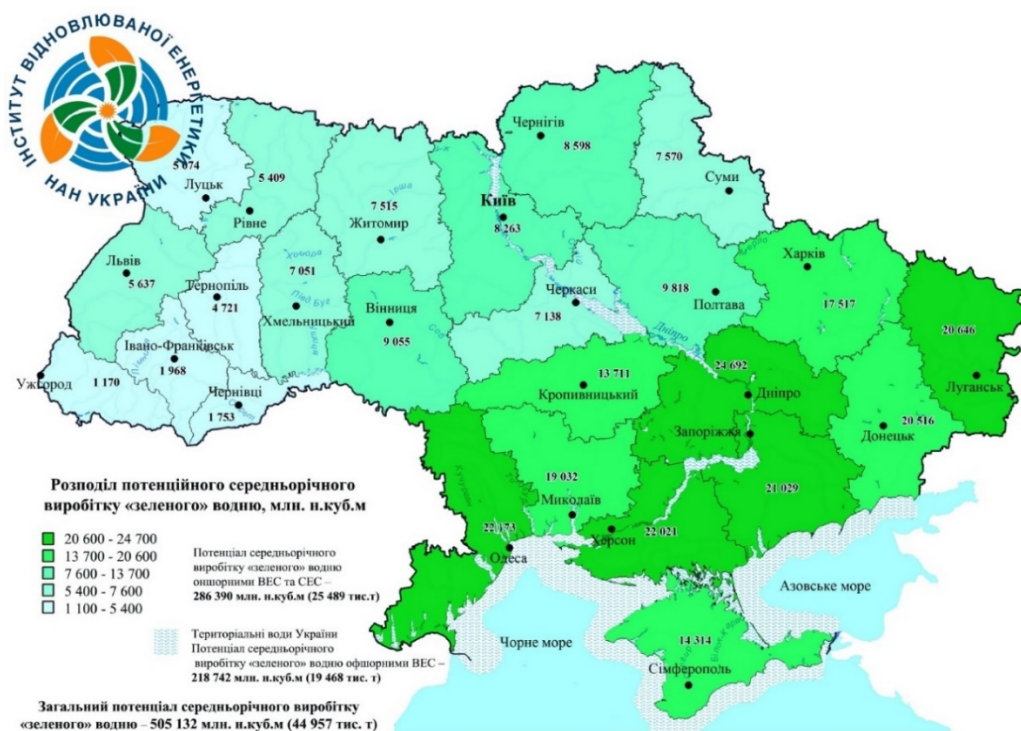 ІНСТИТУТ ВІДНОВЛЮВАНОЇ ЕНЕРГЕТИКИ
НАН УКРАЇНИ
Чернігів
8 598
7 570
Суми
5 074
Луцьк
5 409
Рівне
Ірша
7 515
Житомир
Київ
8 263
Львів
5 637
Тернопіль
4 721
Хомора
7 051
Півд Буг
Хмельницький
Вінниця
9 055
Соб
Черкаси
7 138
9 818
Полтава
Дніпро
Харків
17 517
20 646
Луганськ
Івано-Франківськ
1 968
Ужгород
1 170
Чернівці
1 753
13 711
Кропивницький
24 692
Дніпро
Запоріжжя
Донецьк
20 516
19 032
Миколаїв
21 029
22 173
Одеса
Херсон
22 021
Азовське море
Чорне море
14 314
Сімферополь
Розподіл потенційного середньорічного
виробітку «зеленого» водню, млн. н.куб.м
20 600 - 24 700
13 700 - 20 600
7 600 - 13 700
5 400 - 7 600
1 100 - 5 400
Потенціал середньорічного
виробітку «зеленого» водню
оншорними ВЕС та СЕС –
286 390 млн. н.куб.м (25 489 тис.т)
Територіальні води України
Потенціал середньорічного
виробітку «зеленого» водню офшорними ВЕС –
218 742 млн. н.куб.м (19 468 тис. т)
Загальний потенціал середньорічного виробітку
«зеленого» водню – 505 132 млн. н.куб.м (44 957 тис. т)